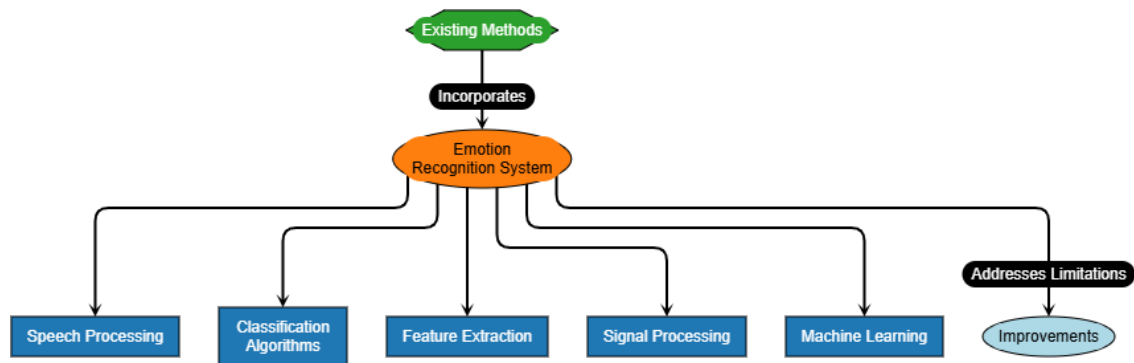 Existing Methods
Incorporates
Emotion
Recognition System
Addresses Limitations
Speech Processing
Classification
Algorithms
Feature Extraction
Signal Processing
Machine Learning
Improvements